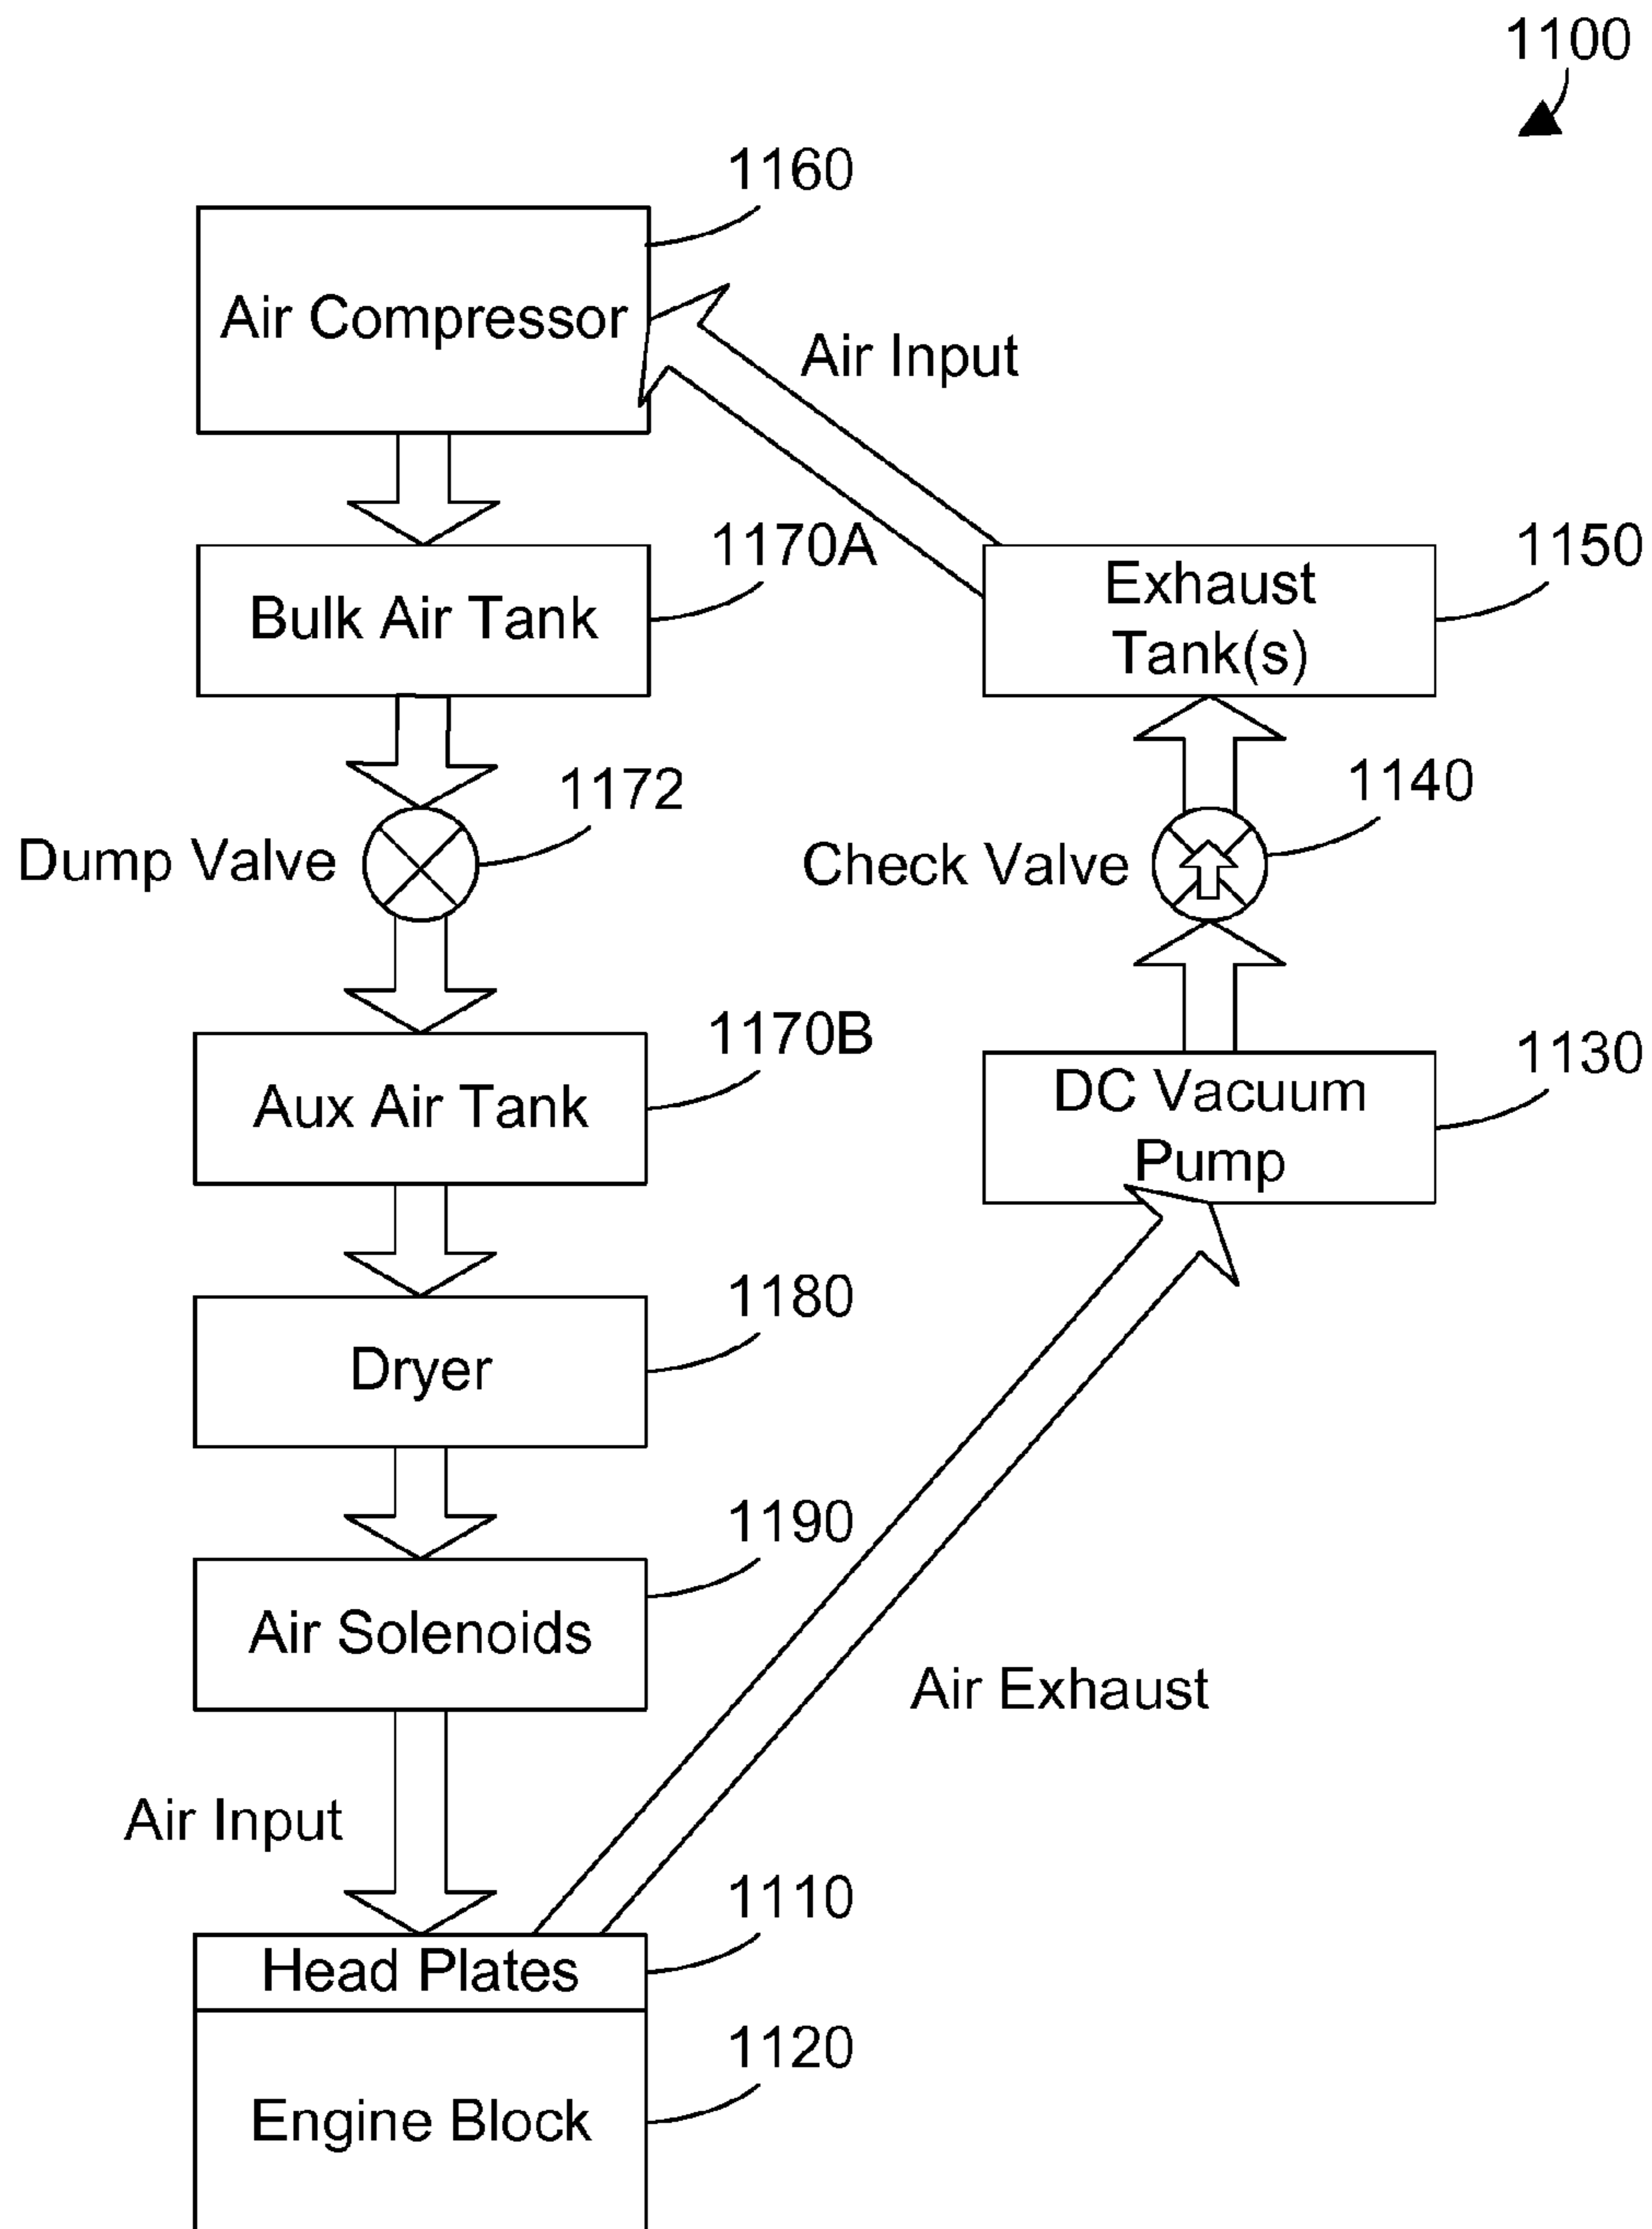 1100
1160
Air Compressor
Air Input
1170A
Bulk Air Tank
1150
Exhaust
Tank(s)
1172
Dump Valve
1140
Check Valve
1170B
Aux Air Tank
1130
DC Vacuum
Pump
1180
Dryer
1190
Air Solenoids
Air Exhaust
Air Input
1110
Head Plates
1120
Engine Block